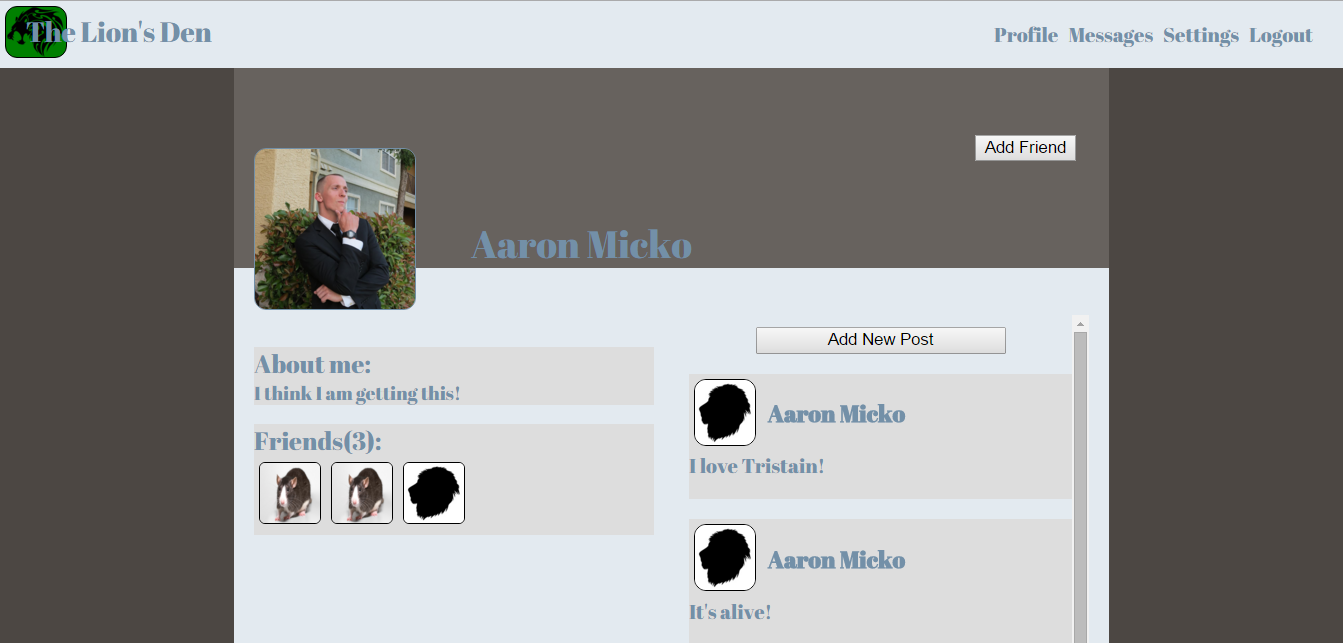 The Lion's Den
Profile Messages Settings Logout
Add Friend
Aaron Micko
About me:
I think I am getting this!
Friends(3):
Add New Post
Aaron Micko
I love Tristain!
Aaron Micko
It's alive!